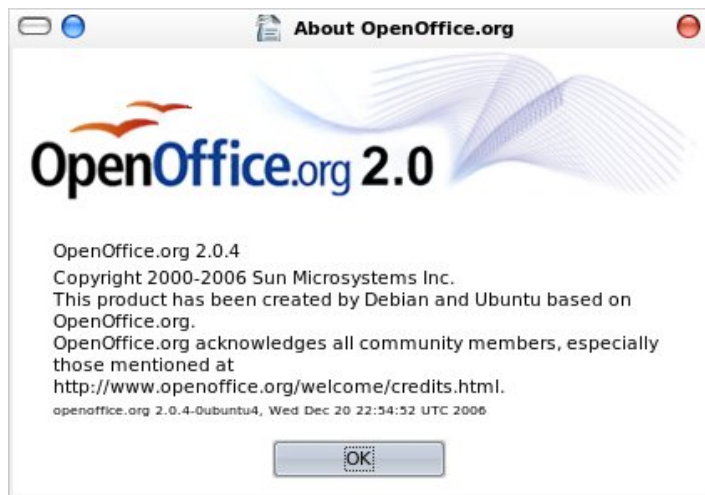 About OpenOffice.org
OpenOffice.org 2.0
OpenOffice.org 2.0.4
Copyright 2000-2006 Sun Microsystems Inc.
This product has been created by Debian and Ubuntu based on
OpenOffice.org.
OpenOffice.org acknowledges all community members, especially
those mentioned at
http://www.openoffice.org/welcome/credits.html.
openoffice.org 2.0.4-0ubuntu4, Wed Dec 20 22:54:52 UTC 2006
OK